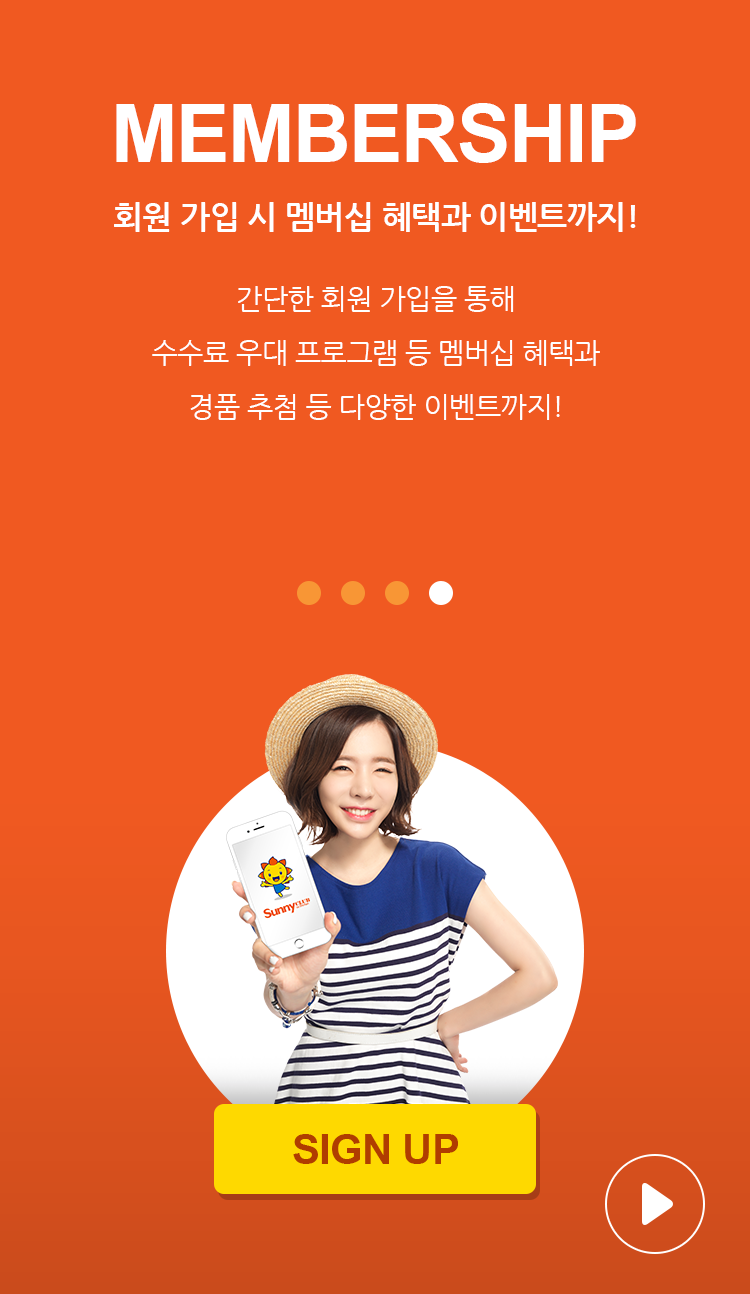 MEMBERSHIP
회원 가입 시 멤버십 혜택과 이벤트까지!
간단한 회원 가입을 통해
수수료 우대 프로그램 등 멤버십 혜택과
경품 추첨 등 다양한 이벤트까지!
SunnyCLUB
SIGN UP